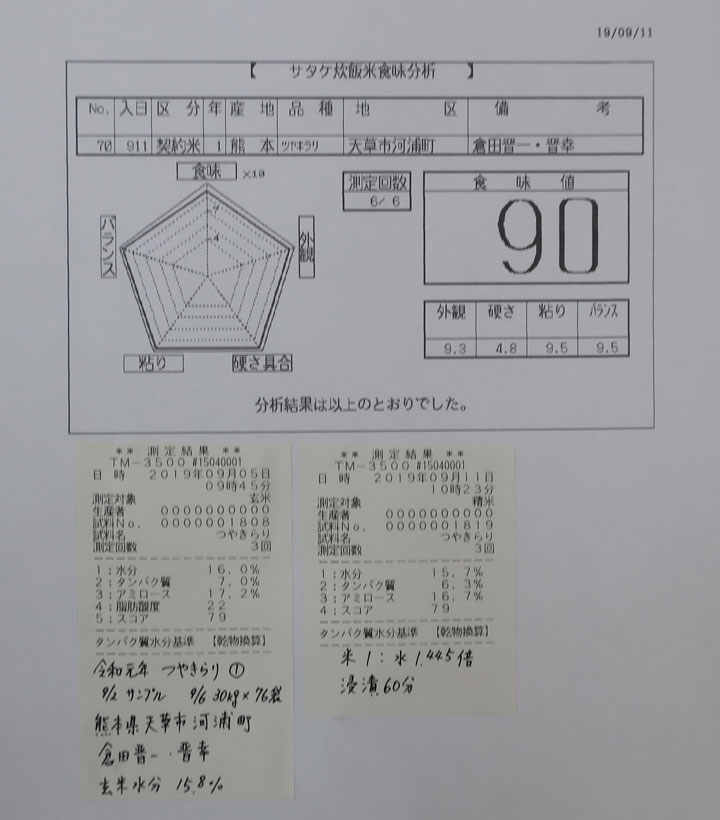 19/09/11
【 サタケ炊飯米食味分析 】
No. 入日 区分 年 産地 品種 地区 備考
70 911 契約米 1 熊本 ツヤキラリ 天草市河浦町 倉田晋一・晋幸
食味 ×10
7
4
バランス
外観
粘り
硬さ具合
測定回数
6/ 6
食味値
90
外観 硬さ 粘り バランス
9.3 4.8 9.5 9.5
分析結果は以上のとおりでした。
** 測定結果 **
TM-3500 #15040001
日時 2019年09月05日
09時45分
測定対象 玄米
生産者 0000000000
試料No. 0000001808
試料名 つやきらり
測定回数 3回
1:水分 16.0%
2:タンパク質 7.0%
3:アミロース 17.2%
4:脂肪酸度 22
5:スコア 79
タンパク質水分基準 【乾物換算】
令和元年 つやきらり ①
9/2 サンプル 9/6 30kg×76袋
熊本県天草市河浦町
倉田晋一・晋幸
玄米水分 15.8%
** 測定結果 **
TM-3500 #15040001
日時 2019年09月11日
10時23分
測定対象 精米
生産者 0000000000
試料No. 0000001819
試料名 つやきらり
測定回数 3回
1:水分 15.7%
2:タンパク質 6.3%
3:アミロース 16.7%
4:スコア 79
タンパク質水分基準 【乾物換算】
米1:水1.445倍
浸漬60分